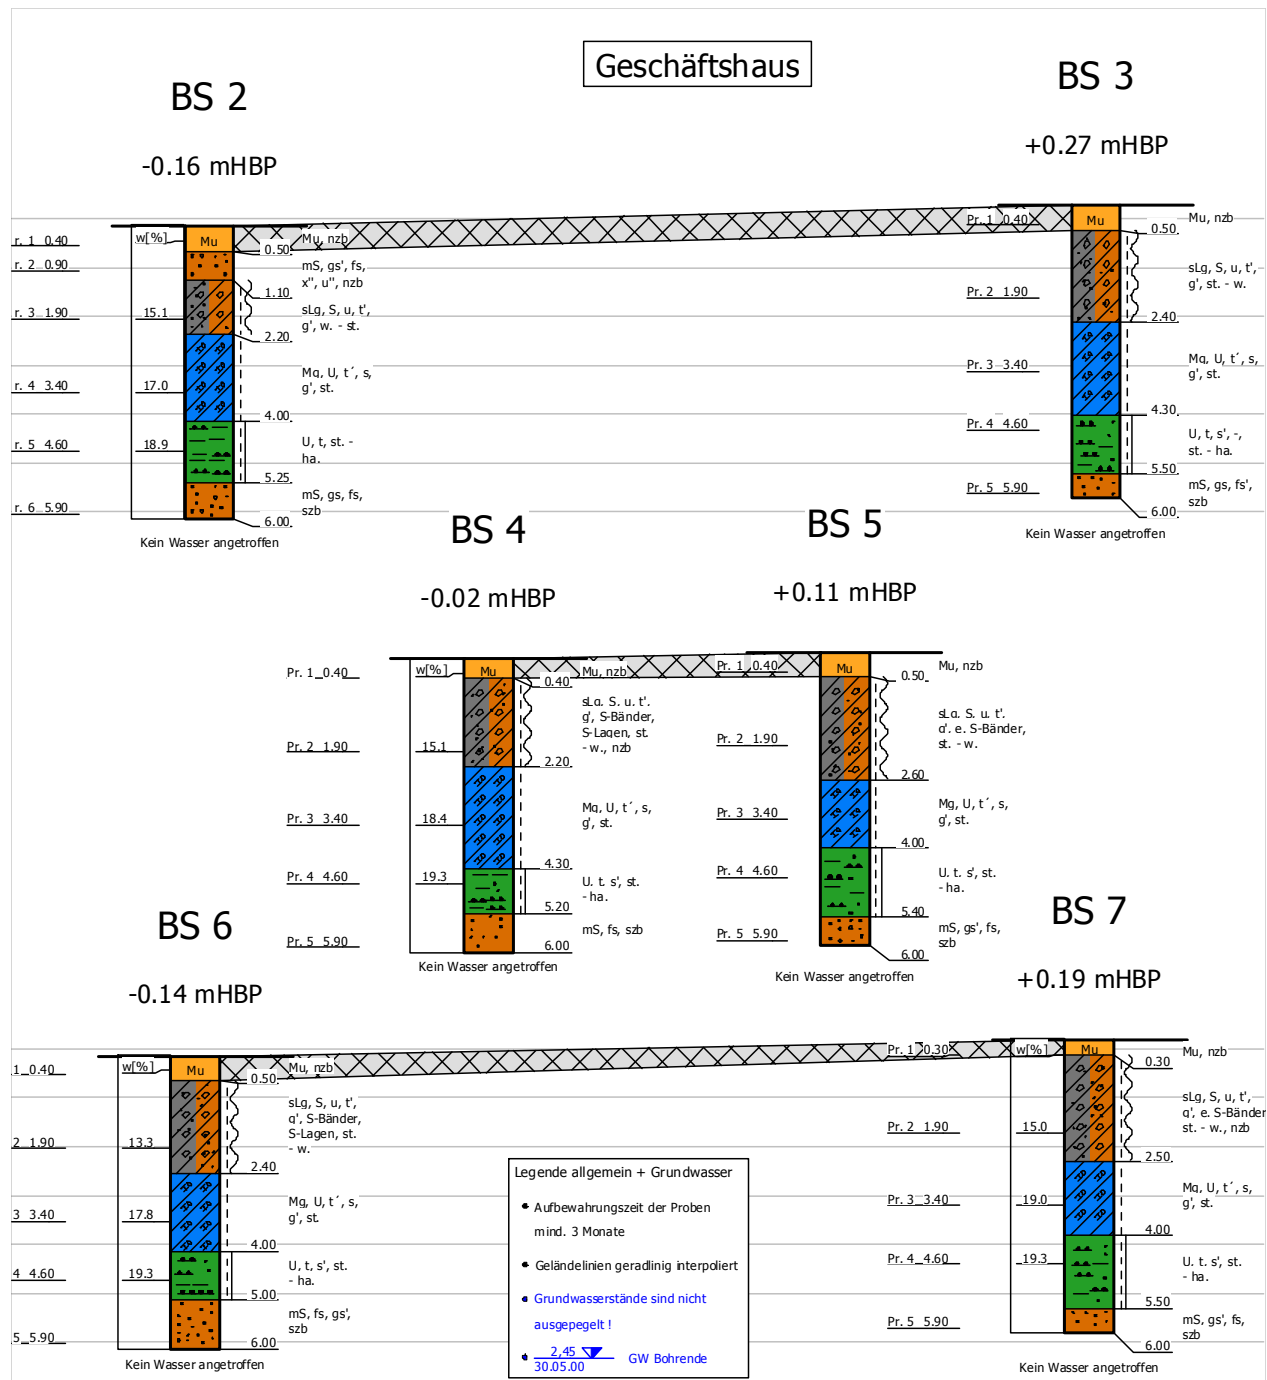 Geschäftshaus
BS 2
-0.16 mHBP
r. 1 0.40
r. 2 0.90
r. 3 1.90
r. 4 3.40
r. 5 4.60
r. 6 5.90
w[%]
15.1
17.0
18.9
Mu
0.50
1.10
2.20
4.00
5.25
6.00
Mu, nzb
mS, gs', fs,
x'', u'', nzb
sLg, S, u, t',
g', w. - st.
Mg, U, t´, s,
g', st.
U, t, st. -
ha.
mS, gs, fs,
szb
Kein Wasser angetroffen
BS 3
+0.27 mHBP
Pr. 1 0.40
Pr. 2 1.90
Pr. 3 3.40
Pr. 4 4.60
Pr. 5 5.90
Mu
0.50
2.40
4.30
5.50
6.00
Mu, nzb
sLg, S, u, t',
g', st. - w.
Mg, U, t´, s,
g', st.
U, t, s', -,
st. - ha.
mS, gs, fs',
szb
Kein Wasser angetroffen
BS 4
-0.02 mHBP
Pr. 1 0.40
Pr. 2 1.90
Pr. 3 3.40
Pr. 4 4.60
Pr. 5 5.90
w[%]
15.1
18.4
19.3
Mu
0.40
2.20
4.30
5.20
6.00
Mu, nzb
sLg, S, u, t',
g', S-Bänder,
S-Lagen, st.
- w., nzb
Mg, U, t´, s,
g', st.
U, t, s', st.
- ha.
mS, fs, szb
Kein Wasser angetroffen
BS 5
+0.11 mHBP
Pr. 1 0.40
Pr. 2 1.90
Pr. 3 3.40
Pr. 4 4.60
Pr. 5 5.90
0.50
2.60
4.00
5.40
6.00
Mu
Mu, nzb
sLg, S, u, t',
g', e. S-Bänder,
st. - w.
Mg, U, t´, s,
g', st.
U, t, s', st.
- ha.
mS, gs', fs,
szb
Kein Wasser angetroffen
BS 6
-0.14 mHBP
1 0.40
2 1.90
3 3.40
4 4.60
5 5.90
w[%]
13.3
17.8
19.3
Mu
0.50
2.40
4.00
5.00
6.00
Mu, nzb
sLg, S, u, t',
g', S-Bänder,
S-Lagen, st.
- w.
Mg, U, t´, s,
g', st.
U, t, s', st.
- ha.
mS, fs, gs',
szb
Kein Wasser angetroffen
BS 7
+0.19 mHBP
Pr. 1 0.30
Pr. 2 1.90
Pr. 3 3.40
Pr. 4 4.60
Pr. 5 5.90
w[%]
15.0
19.0
19.3
Mu
0.30
2.50
4.00
5.50
6.00
Mu, nzb
sLg, S, u, t',
g', e. S-Bänder
st. - w., nzb
Mg, U, t´, s,
g', st.
U, t, s', st.
- ha.
mS, gs', fs,
szb
Kein Wasser angetroffen
Legende allgemein + Grundwasser
• Aufbewahrungszeit der Proben
mind. 3 Monate
• Geländelinien geradlinig interpoliert
• Grundwasserstände sind nicht
ausgepegelt !
• 2,45 GW Bohrende
30.05.00